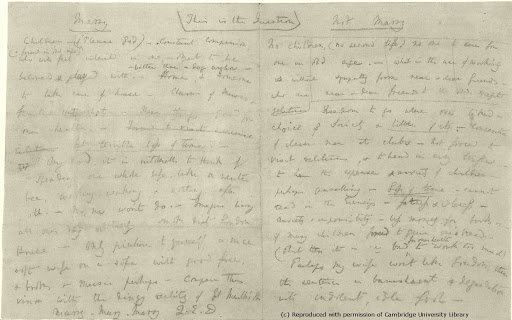 Marry
This is the Question
Not Marry
Children — (if Please God) — Constant companion
who will feel interested in one
— better than a dog anyhow —
beloved & played with — Home, & someone
to take care of house — Charms of music
female chit-chat — These things good for
one's health —
but terrible loss of time —
My God, it is intolerable to think of
spending one's whole life, like a neuter
bee, working, working, & nothing after
all. — No, no won't do. — Imagine living
all one's day solitary in smoky dirty London
House — Only picture to yourself a nice
soft wife on a sofa with good fire,
& books & music perhaps — Compare this
vision with the dingy reality of Grt Marlbro' St.
Marry — Marry — Marry Q.E.D
No children, (no second life), no one to care for
one in old age. — What is the use of working
without sympathy from near & dear friends —
who are near & dear friends to the old, except
relatives Freedom to go where one liked —
choice of Society & little of it — Conversation
of clever men at clubs — Not forced to
visit relatives, & to bend in every trifle —
to have the expense & anxiety of children —
perhaps quarelling — Loss of time — cannot
read in the Evenings — fatness & idleness —
anxiety & responsibility — less money for books &c —
if many children forced to gain one's bread —
(But then it is very bad for one's health to work too much)
Perhaps my wife won't like London; then
the sentence is banishment & degradation
into indolent, idle fool —
(c) Reproduced with permission of Cambridge University Library